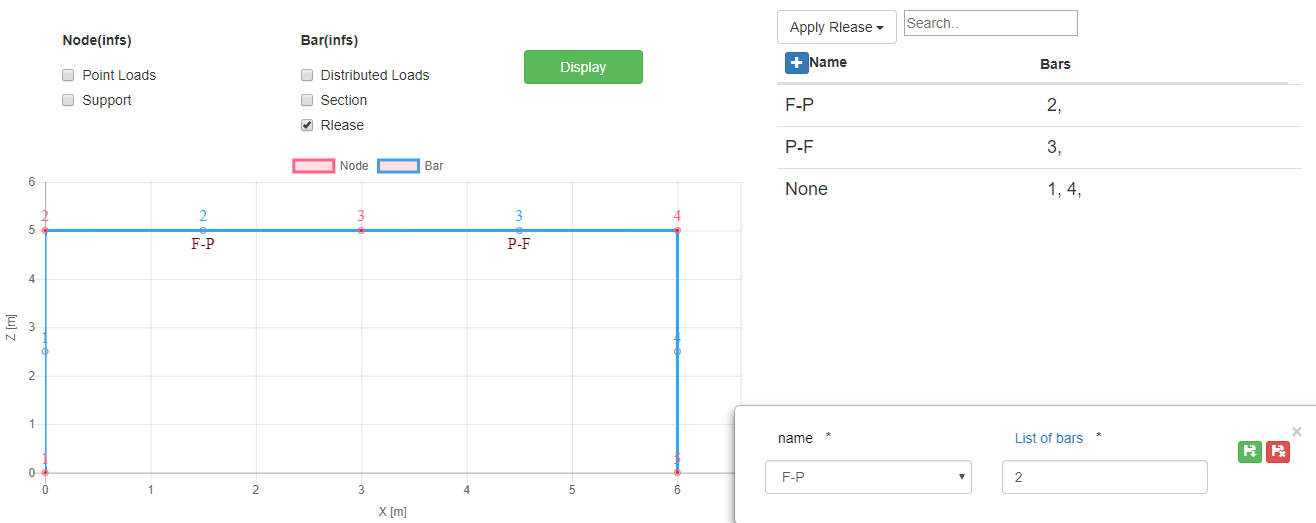 Node(infs)
Point Loads
Support
Bar(infs)
Distributed Loads
Section
Rlease
Display
Node Bar
6
5
4
3
2
1
0
Z [m]
2 2 3 3 4
F-P P-F
1 4
1 5
0 1 2 3 4 5 6
X [m]
Apply Rlease Search..
Name Bars
F-P 2,
P-F 3,
None 1, 4,
name * List of bars *
×
F-P 2